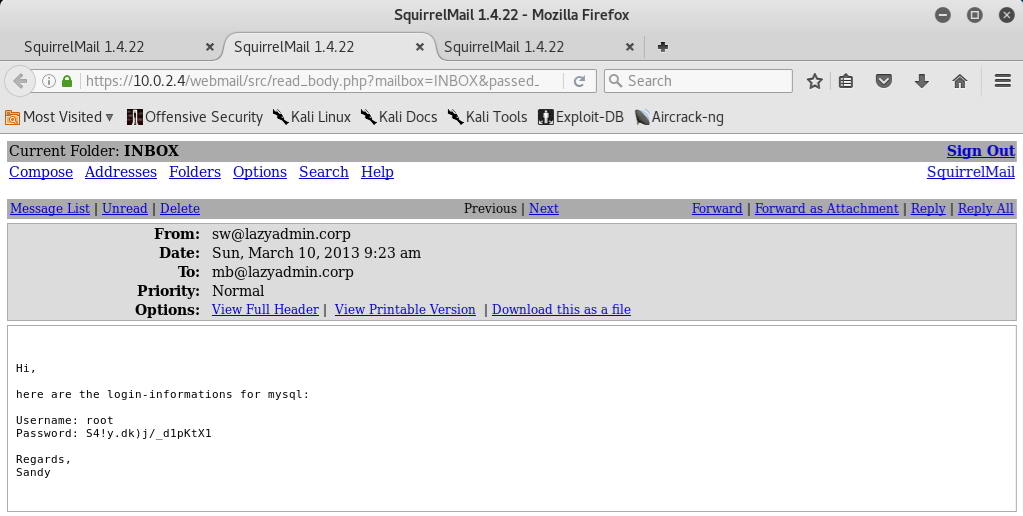 SquirrelMail 1.4.22 - Mozilla Firefox
SquirrelMail 1.4.22 SquirrelMail 1.4.22 SquirrelMail 1.4.22
https://10.0.2.4/webmail/src/read_body.php?mailbox=INBOX&passed_ Search
Most Visited Offensive Security Kali Linux Kali Docs Kali Tools Exploit-DB Aircrack-ng
Current Folder: INBOX Sign Out
Compose Addresses Folders Options Search Help SquirrelMail
Message List | Unread | Delete Previous | Next Forward | Forward as Attachment | Reply | Reply All
From: sw@lazyadmin.corp
Date: Sun, March 10, 2013 9:23 am
To: mb@lazyadmin.corp
Priority: Normal
Options: View Full Header | View Printable Version | Download this as a file
Hi,
here are the login-informations for mysql:
Username: root
Password: S4!y.dk)j/_d1pKtX1
Regards,
Sandy